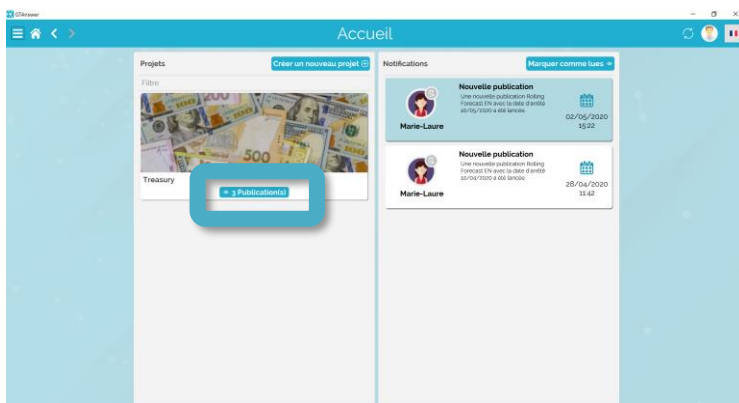 GTAnswer
Accueil
Projets
Créer un nouveau projet
Filtre
500
Treasury
3 Publication(s)
Notifications
Marquer comme lues
Nouvelle publication
Une nouvelle publication Rolling
Forecast EN avec la date d'arrêté
10/05/2020 a été lancée.
Marie-Laure
02/05/2020
15:22
Nouvelle publication
Une nouvelle publication Rolling
Forecast EN avec la date d'arrêté
10/04/2020 a été lancée.
Marie-Laure
28/04/2020
11:42